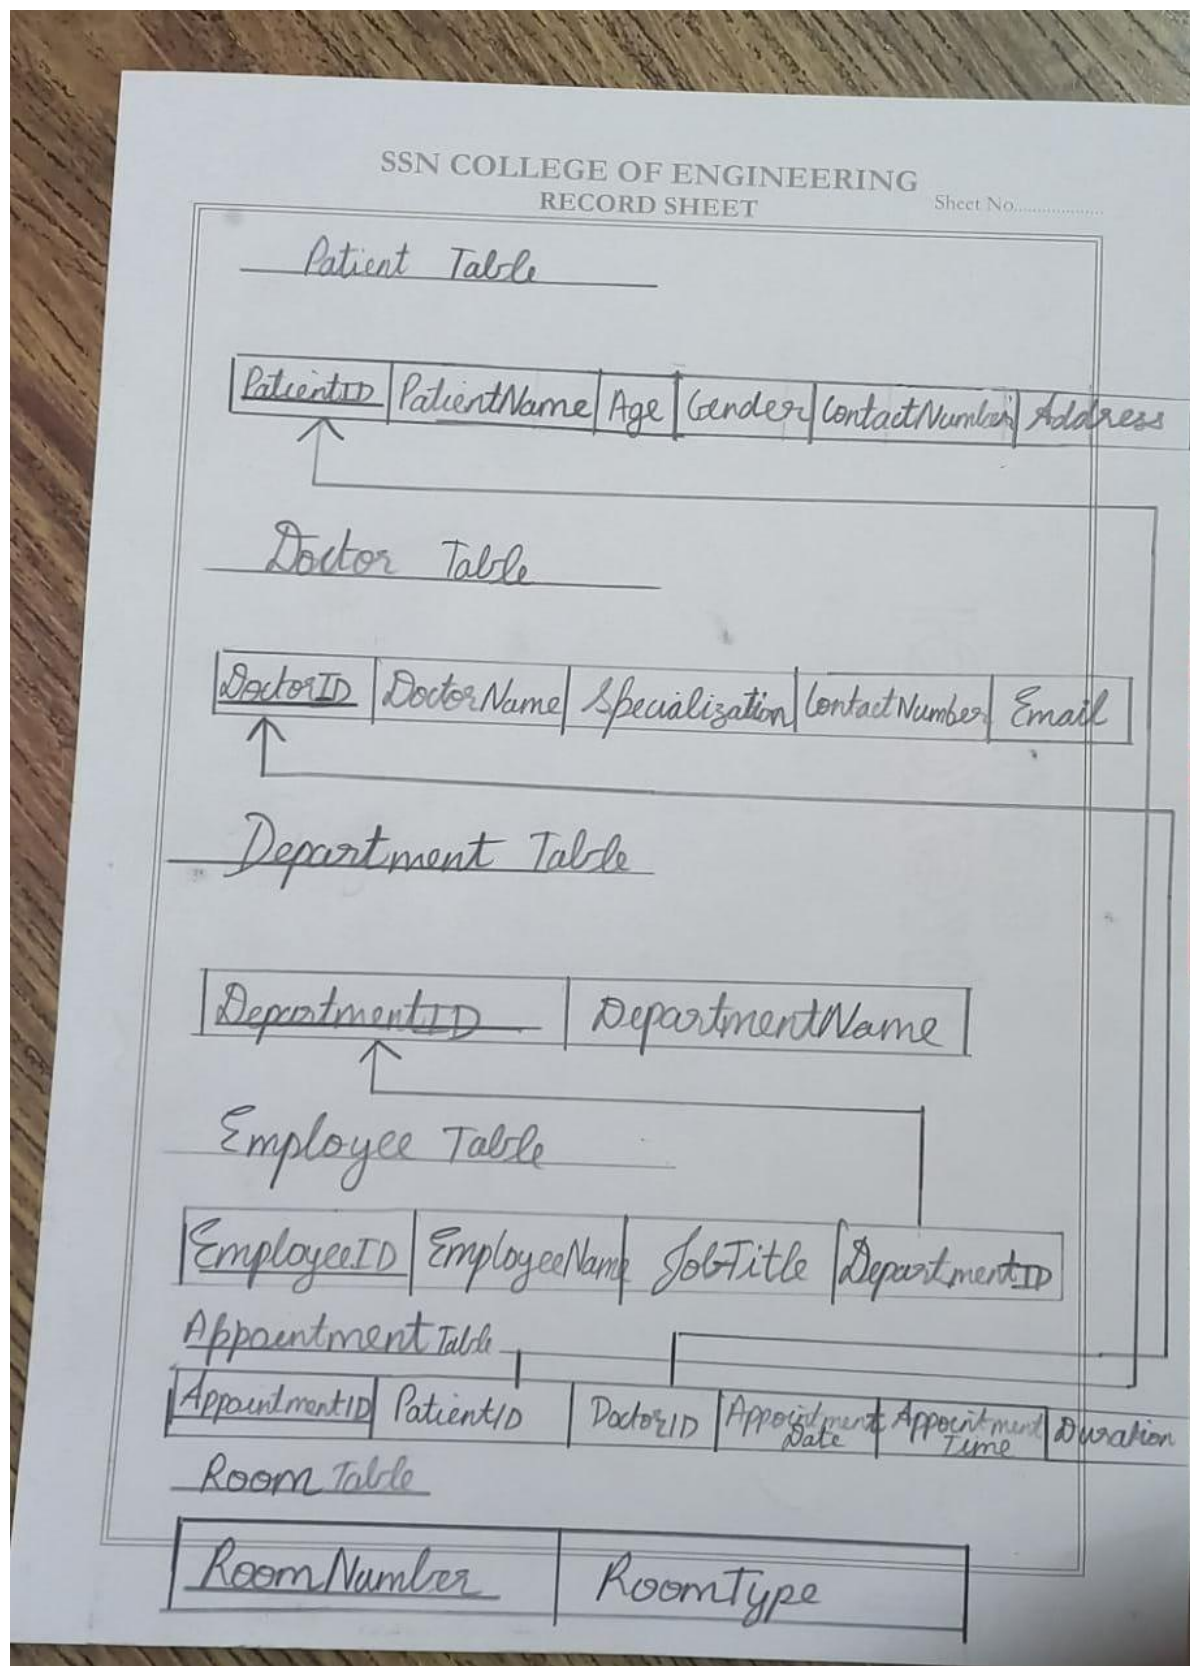 SSN COLLEGE OF ENGINEERING
RECORD SHEET
Sheet No...................
Patient Table
PatientID PatientName Age Gender ContactNumber Address
Doctor Table
DoctorID DoctorName Specialization ContactNumber Email
Department Table
DepartmentID DepartmentName
Employee Table
EmployeeID EmployeeName JobTitle DepartmentID
Appointment Table
AppointmentID PatientID DoctorID Appointment Date Appointment Time Duration
Room Table
RoomNumber RoomType